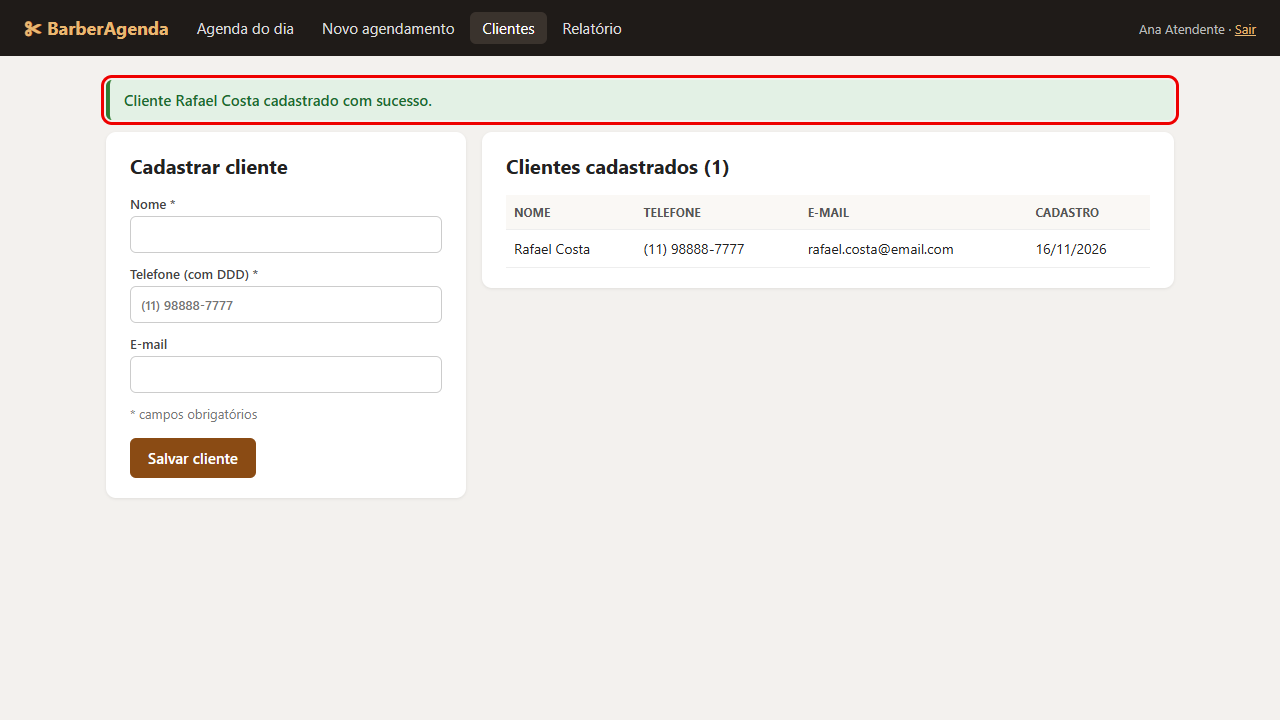 BarberAgenda Agenda do dia Novo agendamento Clientes Relatório Ana Atendente · Sair
Cliente Rafael Costa cadastrado com sucesso.
Cadastrar cliente
Nome *
Telefone (com DDD) *
(11) 98888-7777
E-mail
* campos obrigatórios
Salvar cliente
Clientes cadastrados (1)
NOME TELEFONE E-MAIL CADASTRO
Rafael Costa (11) 98888-7777 rafael.costa@email.com 16/11/2026